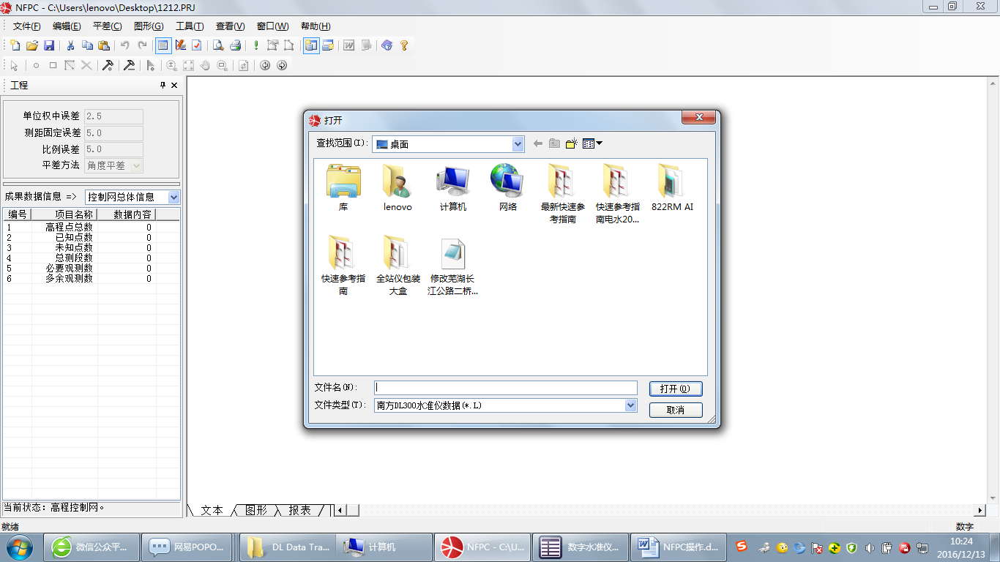 NFPC - C:\Users\lenovo\Desktop\1212.PRJ
文件(F) 编辑(E) 平差(C) 图形(G) 工具(T) 查看(V) 窗口(W) 帮助(H)
工程
单位权中误差 2.5
测距固定误差 5.0
比例误差 5.0
平差方法 角度平差
成果数据信息 => 控制网总体信息
编号 项目名称 数据内容
1 高程点总数 0
2 已知点数 0
3 未知点数 0
4 总测段数 0
5 必要观测数 0
6 多余观测数 0
当前状态：高程控制网。
打开
查找范围(I): 桌面
库
lenovo
计算机
网络
最新快速参
考指南
快速参考指
南电水20...
822RM AI
快速参考指
南
全站仪包装
大盒
修改芜湖长
江公路二桥...
文件名(N):
打开(O)
文件类型(T): 南方DL300水准仪数据(*.L)
取消
文本 图形 报表
就绪
数字
微信公众平...
网易POPO...
DL Data Tra...
计算机
NFPC - C:\U...
数字水准仪...
NFPC操作.d...
10:24
2016/12/13